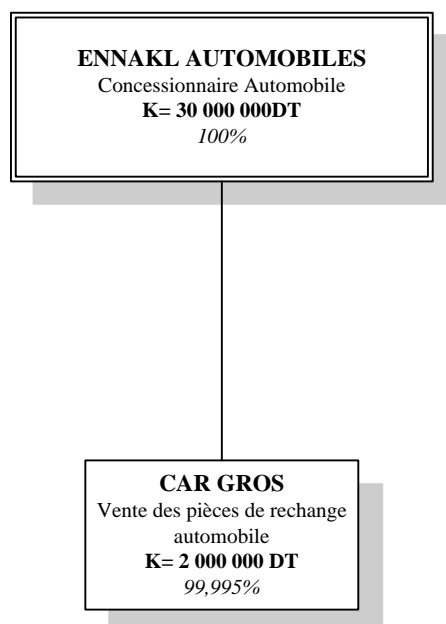 ENNAKL AUTOMOBILES
Concessionnaire Automobile
K= 30 000 000DT
100%
CAR GROS
Vente des pièces de rechange
automobile
K= 2 000 000 DT
99,995%